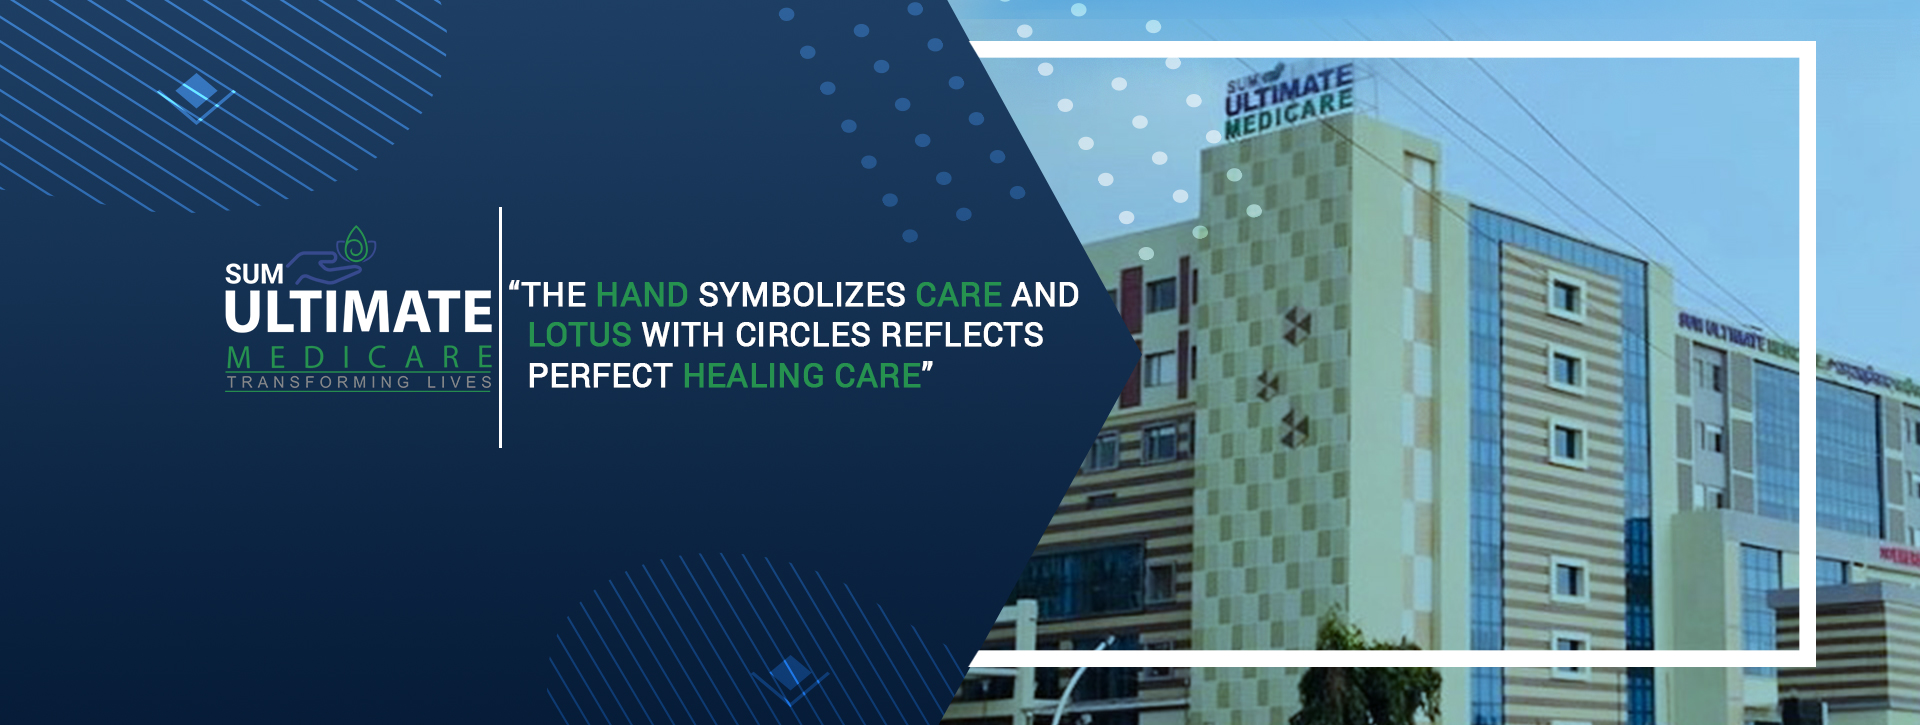 SUM
ULTIMATE
MEDICARE
TRANSFORMING LIVES
“THE HAND SYMBOLIZES CARE AND
LOTUS WITH CIRCLES REFLECTS
PERFECT HEALING CARE”
SUM
ULTIMATE
MEDICARE
SUM ULTIMATE MEDICARE